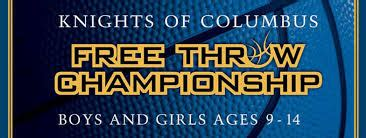 KNIGHTS OF COLUMBUS
FREE THROW
CHAMPIONSHIP
BOYS AND GIRLS AGES 9-14